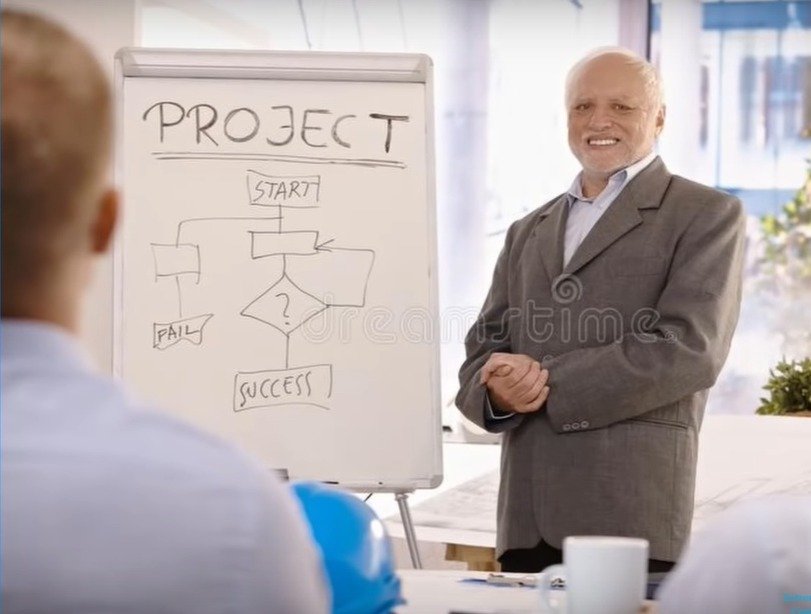 PROJECT
START
?
FAIL
SUCCESS
dreamstime